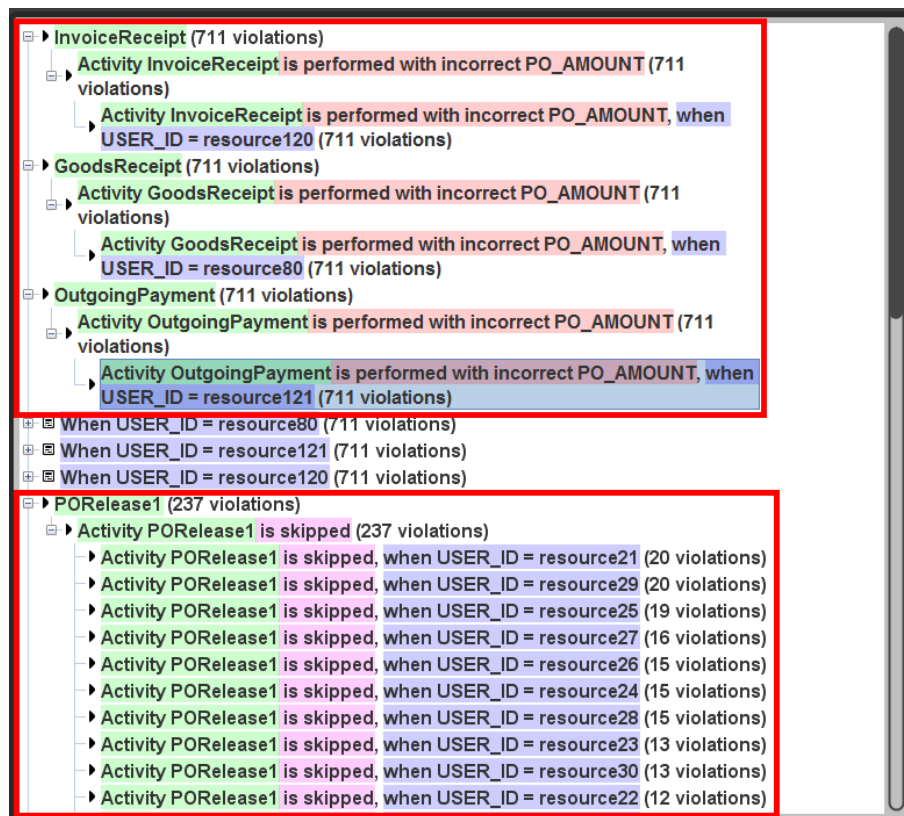 InvoiceReceipt (711 violations)
Activity InvoiceReceipt is performed with incorrect PO_AMOUNT (711
violations)
Activity InvoiceReceipt is performed with incorrect PO_AMOUNT, when
USER_ID = resource120 (711 violations)
GoodsReceipt (711 violations)
Activity GoodsReceipt is performed with incorrect PO_AMOUNT (711
violations)
Activity GoodsReceipt is performed with incorrect PO_AMOUNT, when
USER_ID = resource80 (711 violations)
OutgoingPayment (711 violations)
Activity OutgoingPayment is performed with incorrect PO_AMOUNT (711
violations)
Activity OutgoingPayment is performed with incorrect PO_AMOUNT, when
USER_ID = resource121 (711 violations)
When USER_ID = resource80 (711 violations)
When USER_ID = resource121 (711 violations)
When USER_ID = resource120 (711 violations)
PORelease1 (237 violations)
Activity PORelease1 is skipped (237 violations)
Activity PORelease1 is skipped, when USER_ID = resource21 (20 violations)
Activity PORelease1 is skipped, when USER_ID = resource29 (20 violations)
Activity PORelease1 is skipped, when USER_ID = resource25 (19 violations)
Activity PORelease1 is skipped, when USER_ID = resource27 (16 violations)
Activity PORelease1 is skipped, when USER_ID = resource26 (15 violations)
Activity PORelease1 is skipped, when USER_ID = resource24 (15 violations)
Activity PORelease1 is skipped, when USER_ID = resource28 (15 violations)
Activity PORelease1 is skipped, when USER_ID = resource23 (13 violations)
Activity PORelease1 is skipped, when USER_ID = resource30 (13 violations)
Activity PORelease1 is skipped, when USER_ID = resource22 (12 violations)